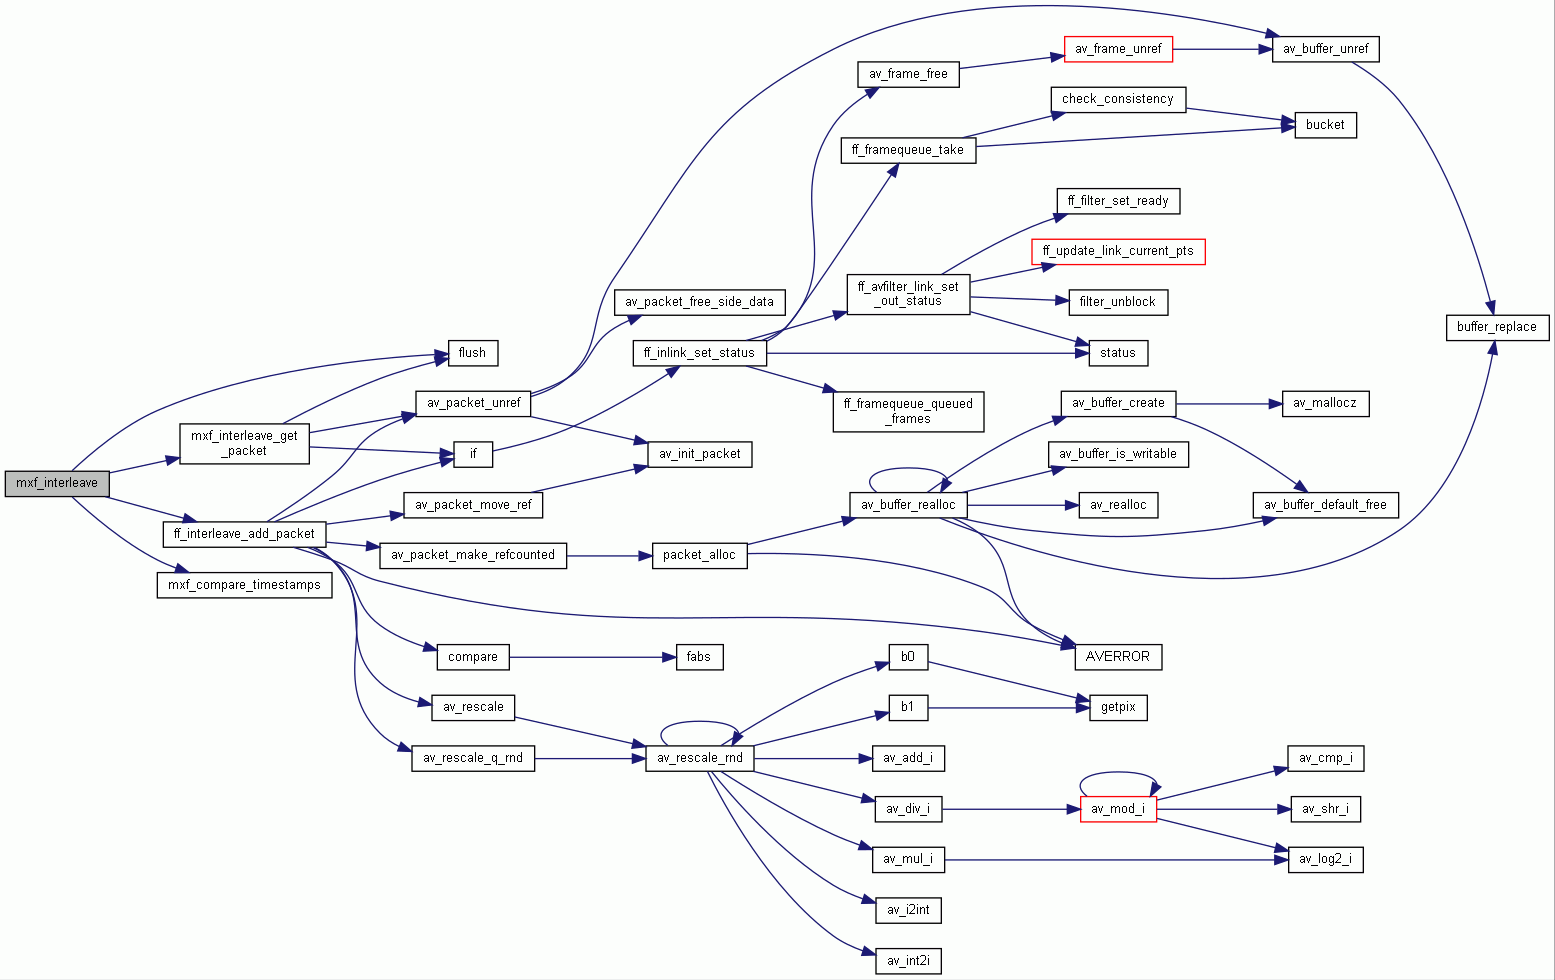 av_buffer_unref
av_frame_unref
av_frame_free
check_consistency
bucket
ff_framequeue_take
ff_filter_set_ready
ff_update_link_current_pts
ff_avfilter_link_set
_out_status
filter_unblock
av_packet_free_side_data
buffer_replace
flush
ff_inlink_set_status
status
av_packet_unref
ff_framequeue_queued
_frames
av_buffer_create
av_mallocz
mxf_interleave_get
_packet
if
av_init_packet
av_buffer_is_writable
mxf_interleave
av_packet_move_ref
av_buffer_realloc
av_realloc
av_buffer_default_free
ff_interleave_add_packet
av_packet_make_refcounted
packet_alloc
mxf_compare_timestamps
compare
fabs
b0
AVERROR
av_rescale
b1
getpix
av_rescale_q_rnd
av_rescale_rnd
av_add_i
av_cmp_i
av_div_i
av_mod_i
av_shr_i
av_mul_i
av_log2_i
av_i2int
av_int2i